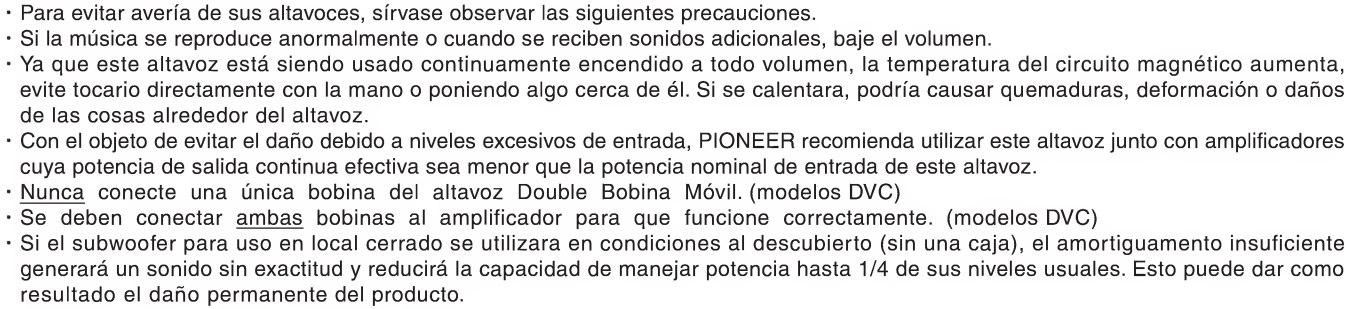 · Para evitar avería de sus altavoces, sírvase observar las siguientes precauciones.
· Si la música se reproduce anormalmente o cuando se reciben sonidos adicionales, baje el volumen.
· Ya que este altavoz está siendo usado continuamente encendido a todo volumen, la temperatura del circuito magnético aumenta,
evite tocario directamente con la mano o poniendo algo cerca de él. Si se calentara, podría causar quemaduras, deformación o daños
de las cosas alrededor del altavoz.
· Con el objeto de evitar el daño debido a niveles excesivos de entrada, PIONEER recomienda utilizar este altavoz junto con amplificadores
cuya potencia de salida continua efectiva sea menor que la potencia nominal de entrada de este altavoz.
· Nunca conecte una única bobina del altavoz Double Bobina Móvil. (modelos DVC)
· Se deben conectar ambas bobinas al amplificador para que funcione correctamente. (modelos DVC)
· Si el subwoofer para uso en local cerrado se utilizara en condiciones al descubierto (sin una caja), el amortiguamento insuficiente
generará un sonido sin exactitud y reducirá la capacidad de manejar potencia hasta 1/4 de sus niveles usuales. Esto puede dar como
resultado el daño permanente del producto.